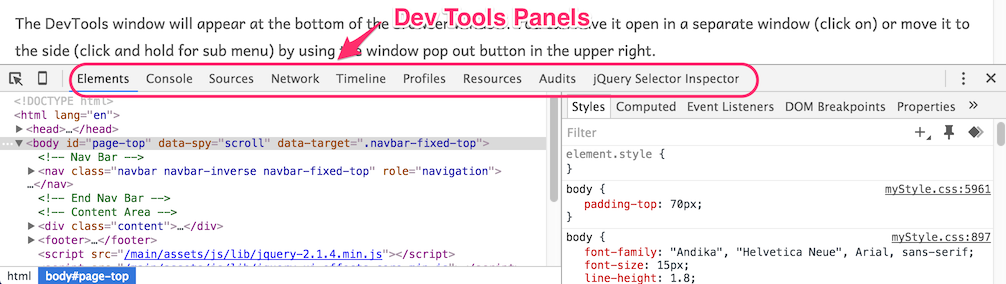 Dev Tools Panels
The DevTools window will appear at the bottom of the browser window. You can have it open in a separate window (click on) or move it to
the side (click and hold for sub menu) by using the window pop out button in the upper right.
Elements Console Sources Network Timeline Profiles Resources Audits jQuery Selector Inspector
<!DOCTYPE html>
<html lang="en">
<head>…</head>
<body id="page-top" data-spy="scroll" data-target=".navbar-fixed-top">
<!-- Nav Bar -->
<nav class="navbar navbar-inverse navbar-fixed-top" role="navigation">
…</nav>
<!-- End Nav Bar -->
<!-- Content Area -->
<div class="content">…</div>
<footer>…</footer>
<script src="/main/assets/js/lib/jquery-2.1.4.min.js"></script>
html body#page-top
Styles Computed Event Listeners DOM Breakpoints Properties »
Filter
element.style {
}
body { myStyle.css:5961
padding-top: 70px;
}
body { myStyle.css:897
font-family: "Andika", "Helvetica Neue", Arial, sans-serif;
font-size: 15px;
line-height: 1.8;